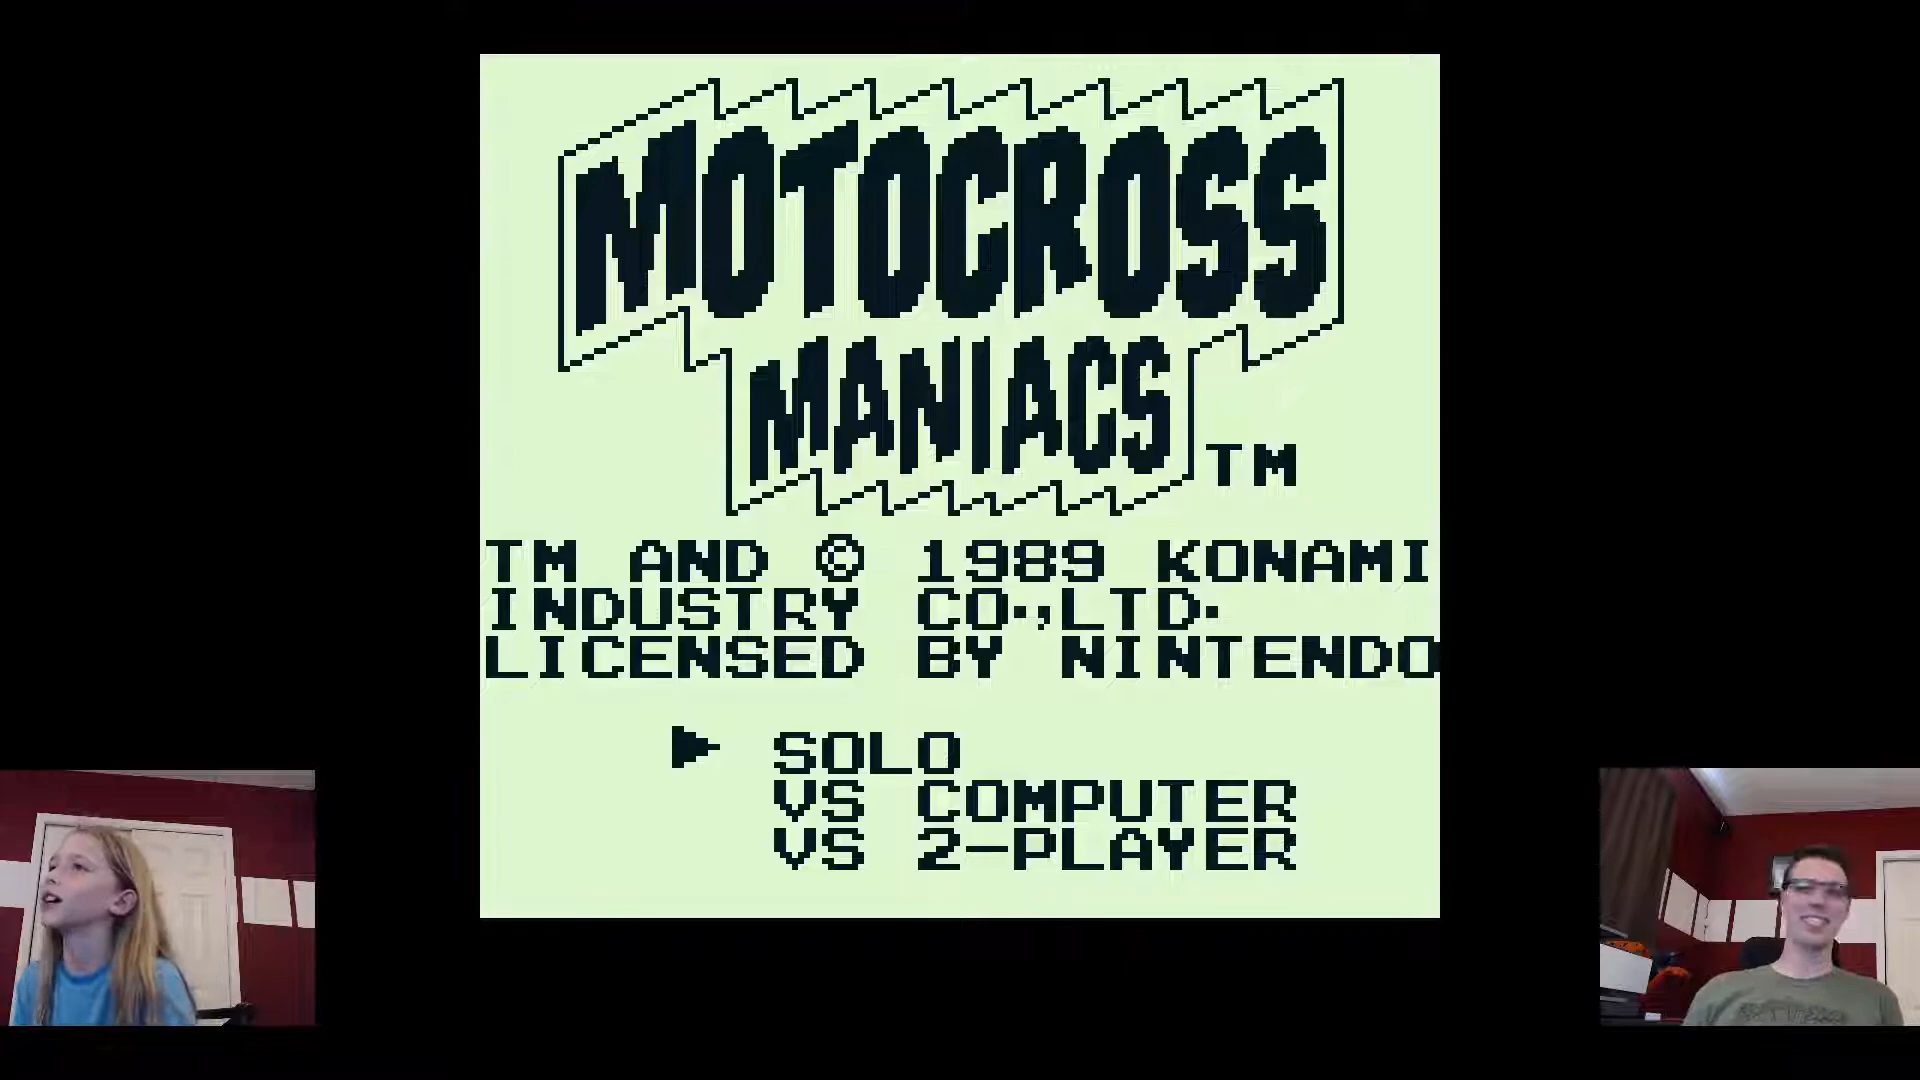 MOTOCROSS
MANIACS TM
TM AND © 1989 KONAMI
INDUSTRY CO.,LTD.
LICENSED BY NINTENDO
SOLO
VS COMPUTER
VS 2-PLAYER